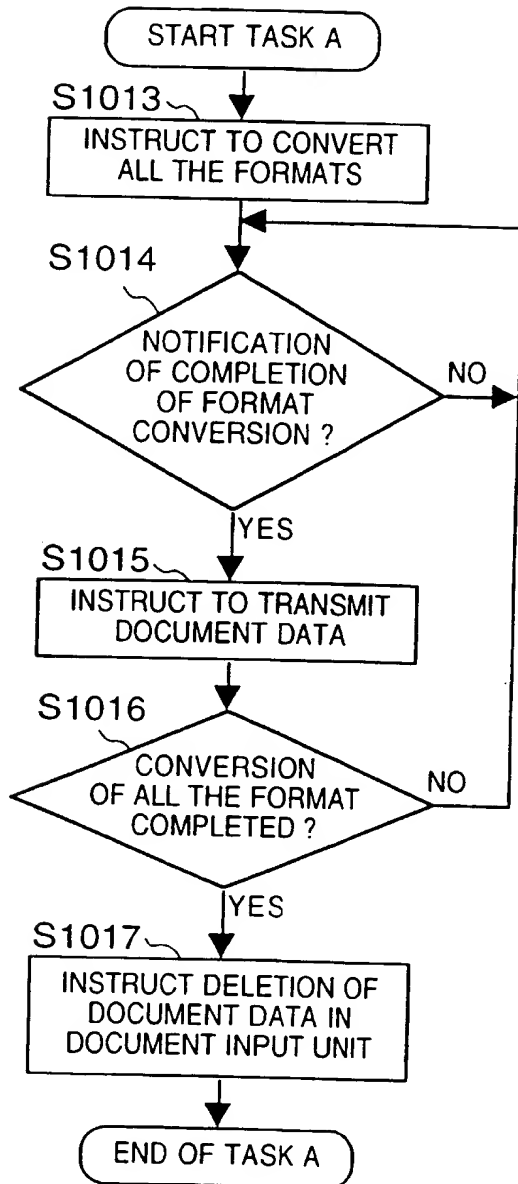 START TASK A
S1013
INSTRUCT TO CONVERT
ALL THE FORMATS
S1014
NOTIFICATION
OF COMPLETION
OF FORMAT
CONVERSION ?
NO
YES
S1015
INSTRUCT TO TRANSMIT
DOCUMENT DATA
S1016
CONVERSION
OF ALL THE FORMAT
COMPLETED ?
NO
YES
S1017
INSTRUCT DELETION OF
DOCUMENT DATA IN
DOCUMENT INPUT UNIT
END OF TASK A